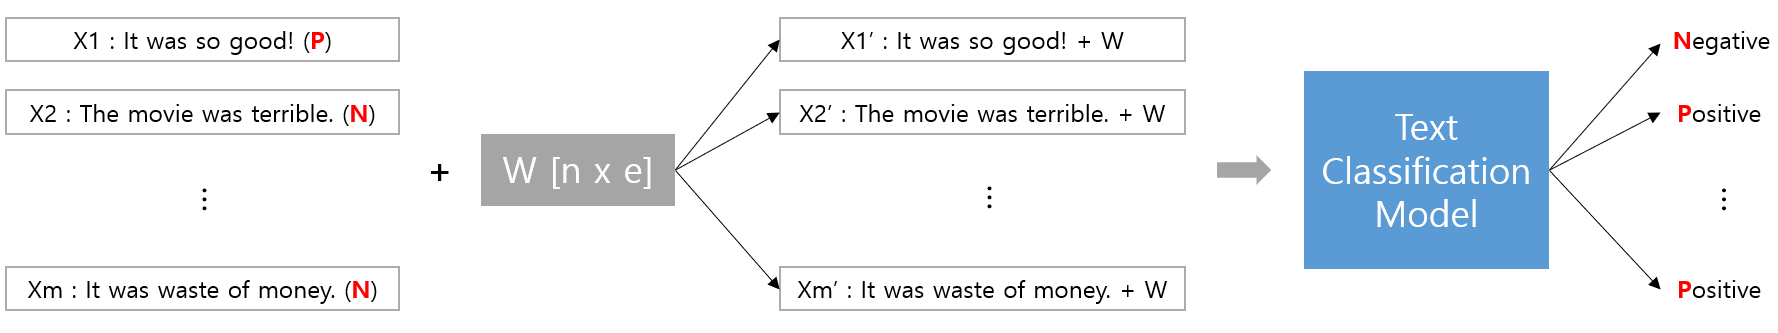 X1 : It was so good! (P)
X2 : The movie was terrible. (N)
⋮
Xm : It was waste of money. (N)
+
W [n x e]
X1′ : It was so good! + W
X2′ : The movie was terrible. + W
⋮
Xm′ : It was waste of money. + W
Text
Classification
Model
Negative
Positive
⋮
Positive